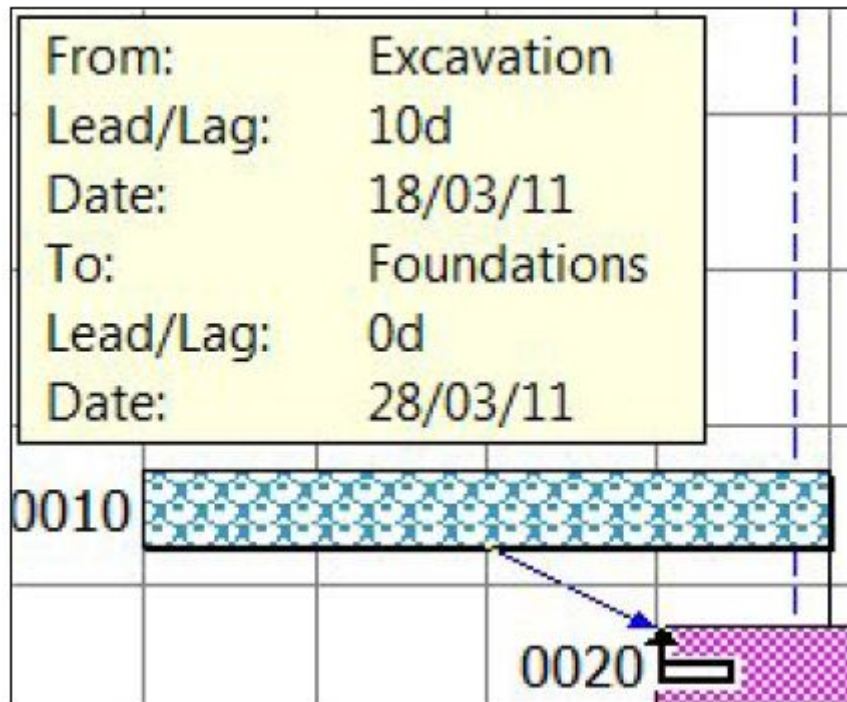 From: Excavation
Lead/Lag: 10d
Date: 18/03/11
To: Foundations
Lead/Lag: 0d
Date: 28/03/11
0010
0020